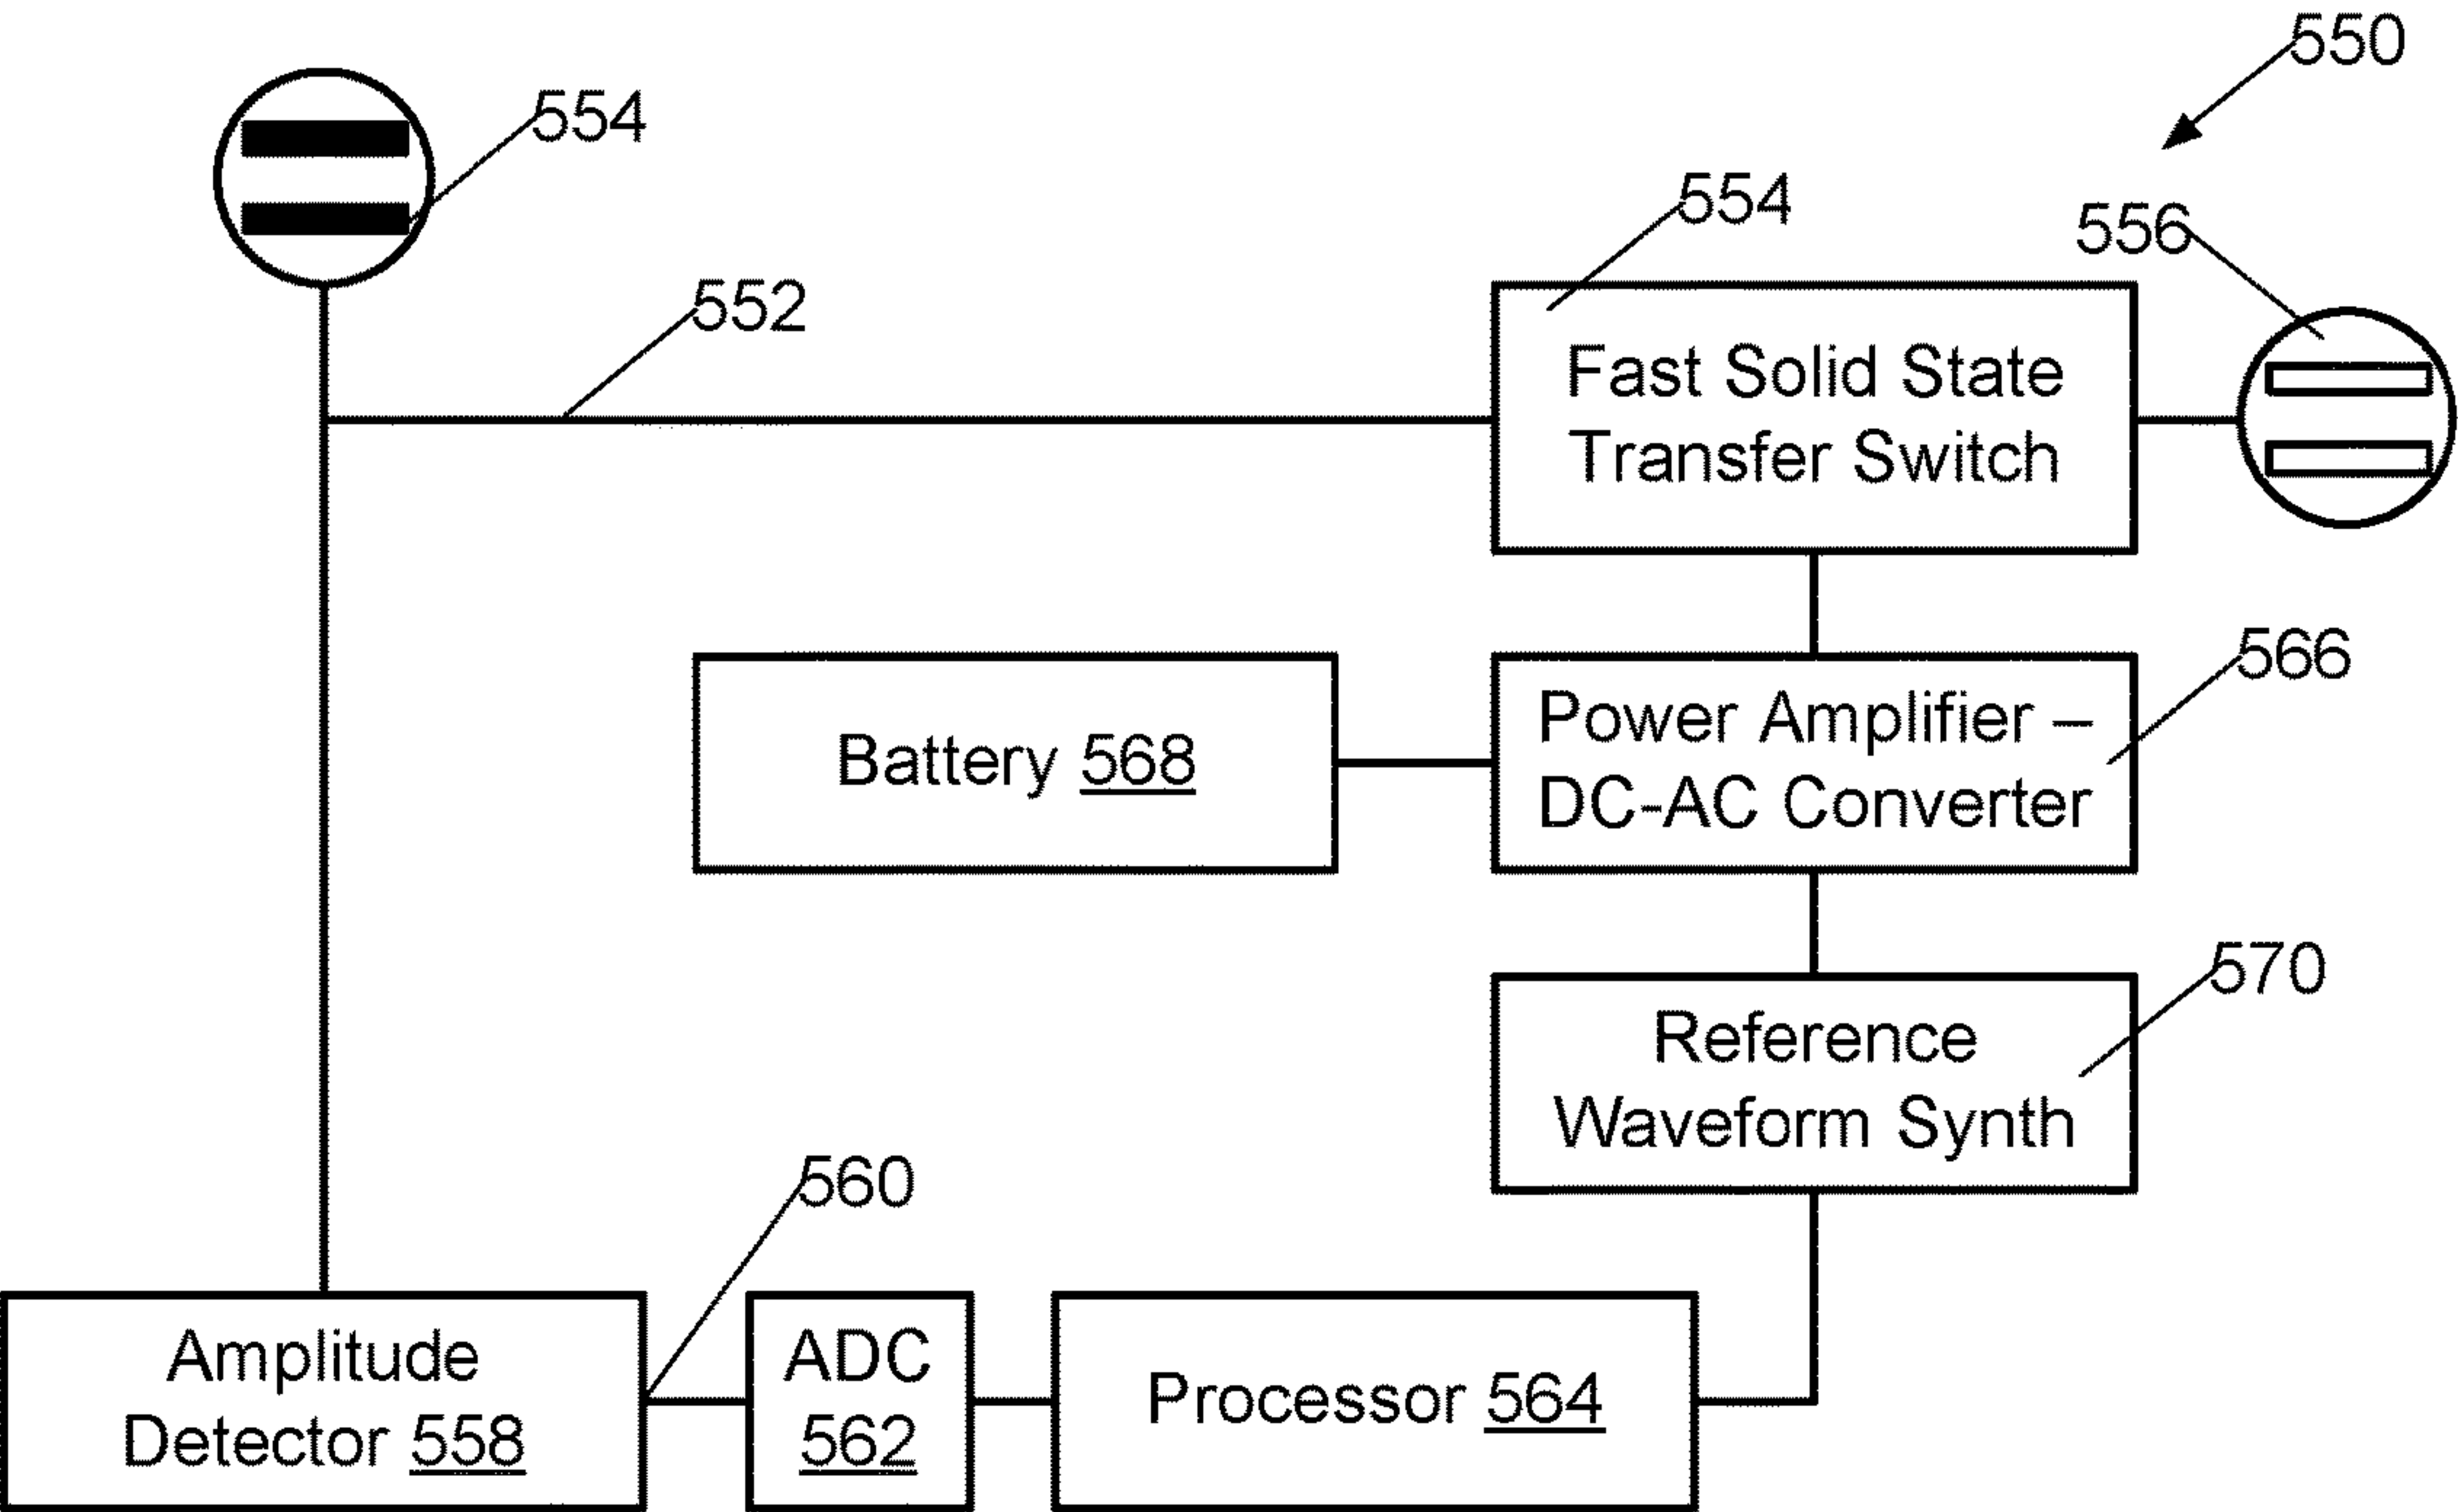 550
554
554
556
552
Fast Solid State
Transfer Switch
566
Battery 568
Power Amplifier –
DC-AC Converter
570
Reference
Waveform Synth
560
Amplitude
Detector 558
ADC
562
Processor 564